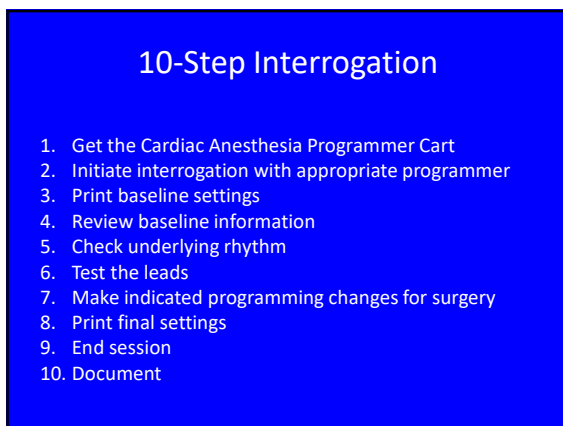 10-Step Interrogation
1. Get the Cardiac Anesthesia Programmer Cart
2. Initiate interrogation with appropriate programmer
3. Print baseline settings
4. Review baseline information
5. Check underlying rhythm
6. Test the leads
7. Make indicated programming changes for surgery
8. Print final settings
9. End session
10. Document